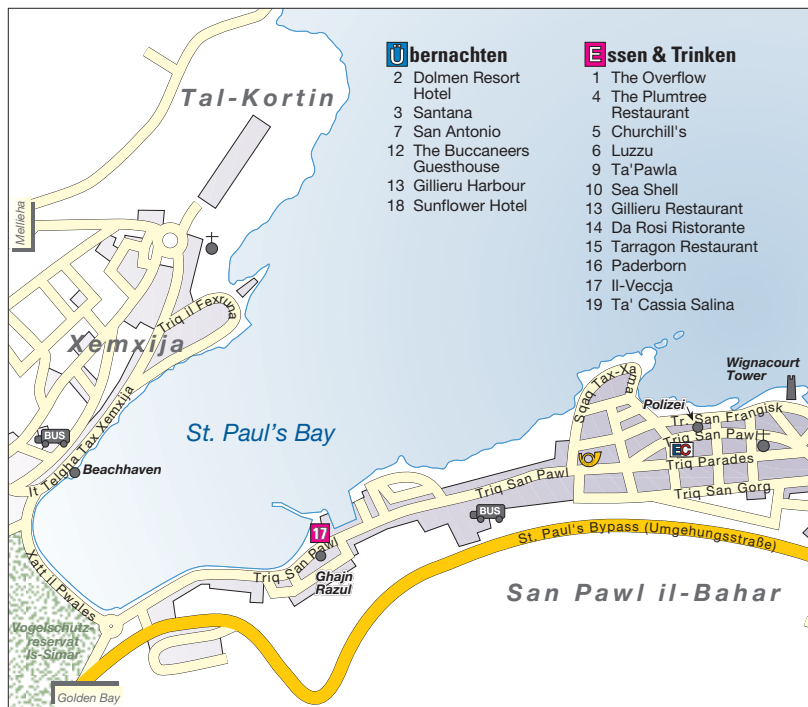 Übernachten
2 Dolmen Resort
Hotel
3 Santana
7 San Antonio
12 The Buccaneers
Guesthouse
13 Gillieru Harbour
18 Sunflower Hotel
Essen & Trinken
1 The Overflow
4 The Plumtree
Restaurant
5 Churchill's
6 Luzzu
9 Ta'Pawla
10 Sea Shell
13 Gillieru Restaurant
14 Da Rosi Ristorante
15 Tarragon Restaurant
16 Paderborn
17 Il-Veccja
19 Ta' Cassia Salina
Tal-Kortin
Mellieha
Triq il Fexruna
Xemxija
BUS
It Telgha Tax Xemxija
Beachhaven
St. Paul's Bay
Sqaq Tax-Xama
Wignacourt
Tower
Polizei
Tr. San Frangisk
Triq San Pawl
EC
Triq Parades
Triq San Gorg
Triq San Pawl
BUS
17
Triq San Pawl
Ghajn
Razul
St. Paul's Bypass (Umgehungsstraße)
San Pawl il-Bahar
Xatt il Pwales
Vogelschutz-
reservat
Is-Simar
Golden Bay